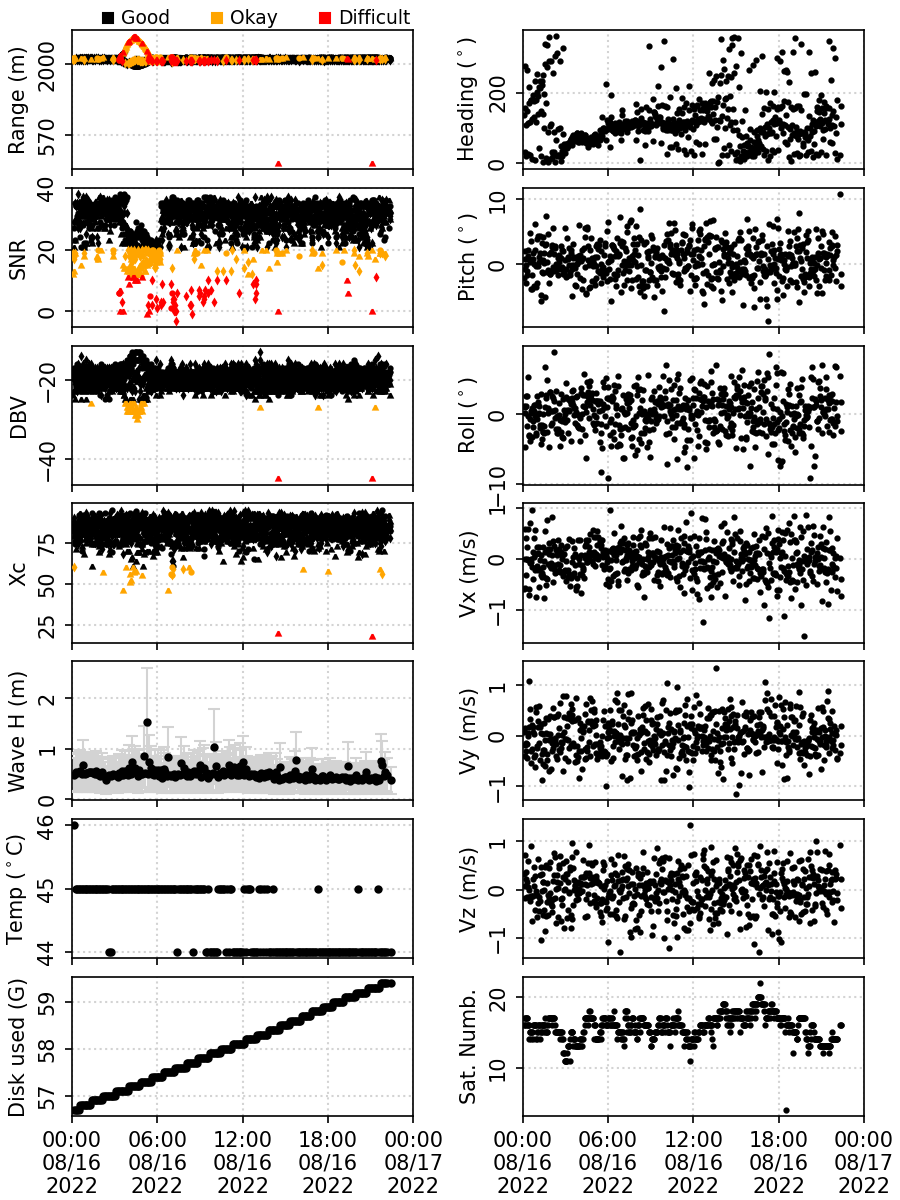 Good Okay Difficult
Range (m)
2000
570
Heading (°)
200
0
SNR
40
20
0
Pitch (°)
10
0
DBV
−20
−40
Roll (°)
0
−10
Xc
75
50
25
Vx (m/s)
1
0
−1
Wave H (m)
2
1
0
Vy (m/s)
1
0
−1
Temp (°C)
46
45
44
Vz (m/s)
1
0
−1
Disk used (G)
59
58
57
Sat. Numb.
20
10
00:00 06:00 12:00 18:00 00:00
08/16 08/16 08/16 08/16 08/17
2022 2022 2022 2022 2022
00:00 06:00 12:00 18:00 00:00
08/16 08/16 08/16 08/16 08/17
2022 2022 2022 2022 2022